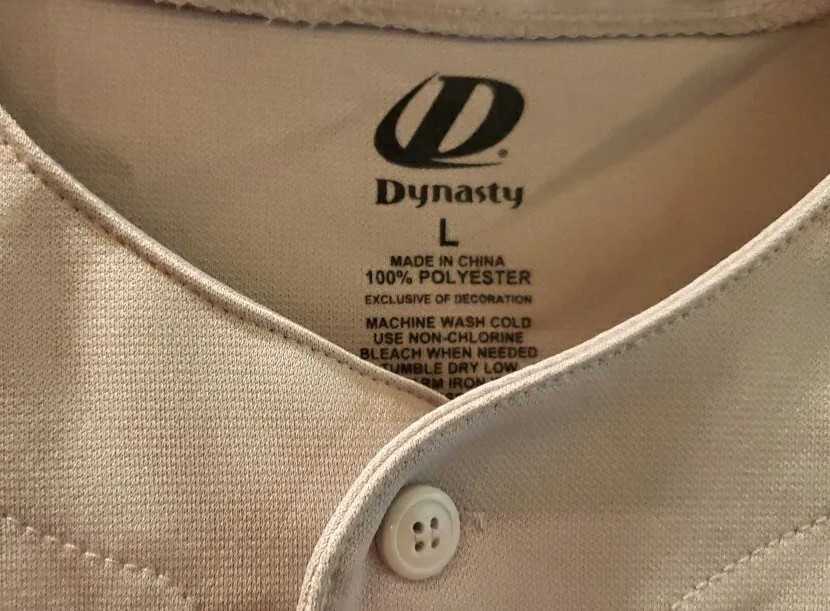 D
Dynasty
L
MADE IN CHINA
100% POLYESTER
EXCLUSIVE OF DECORATION
MACHINE WASH COLD
USE NON-CHLORINE
BLEACH WHEN NEEDED
TUMBLE DRY LOW
IRON